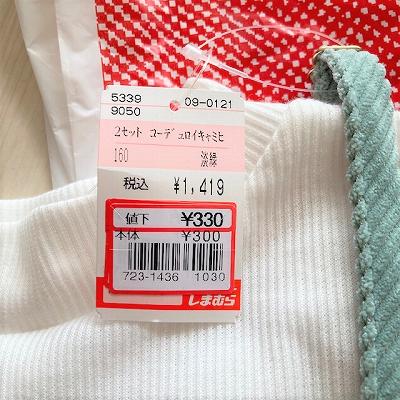 5339
9050
09-0121
2セット コーデュロイキャミヒ
160 淡緑
税込 ¥1,419
値下 ¥330
本体 ¥300
723-1436 1030
しまむら